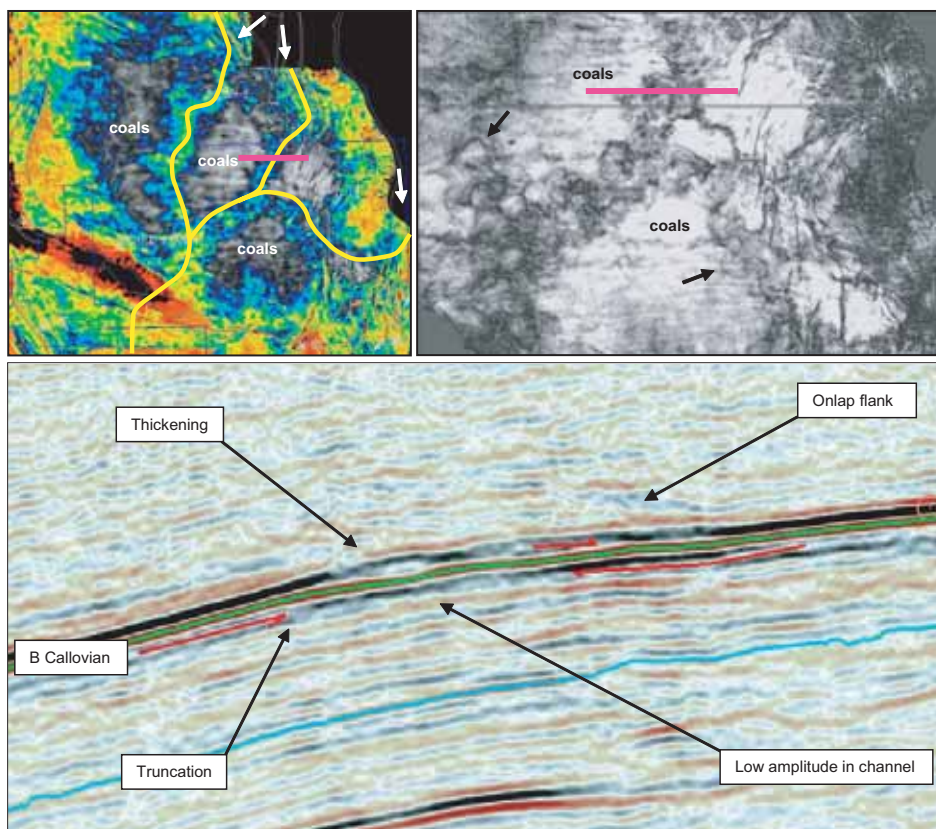 coals
coals
coals
coals
coals
Thickening
Onlap flank
B Callovian
Truncation
Low amplitude in channel